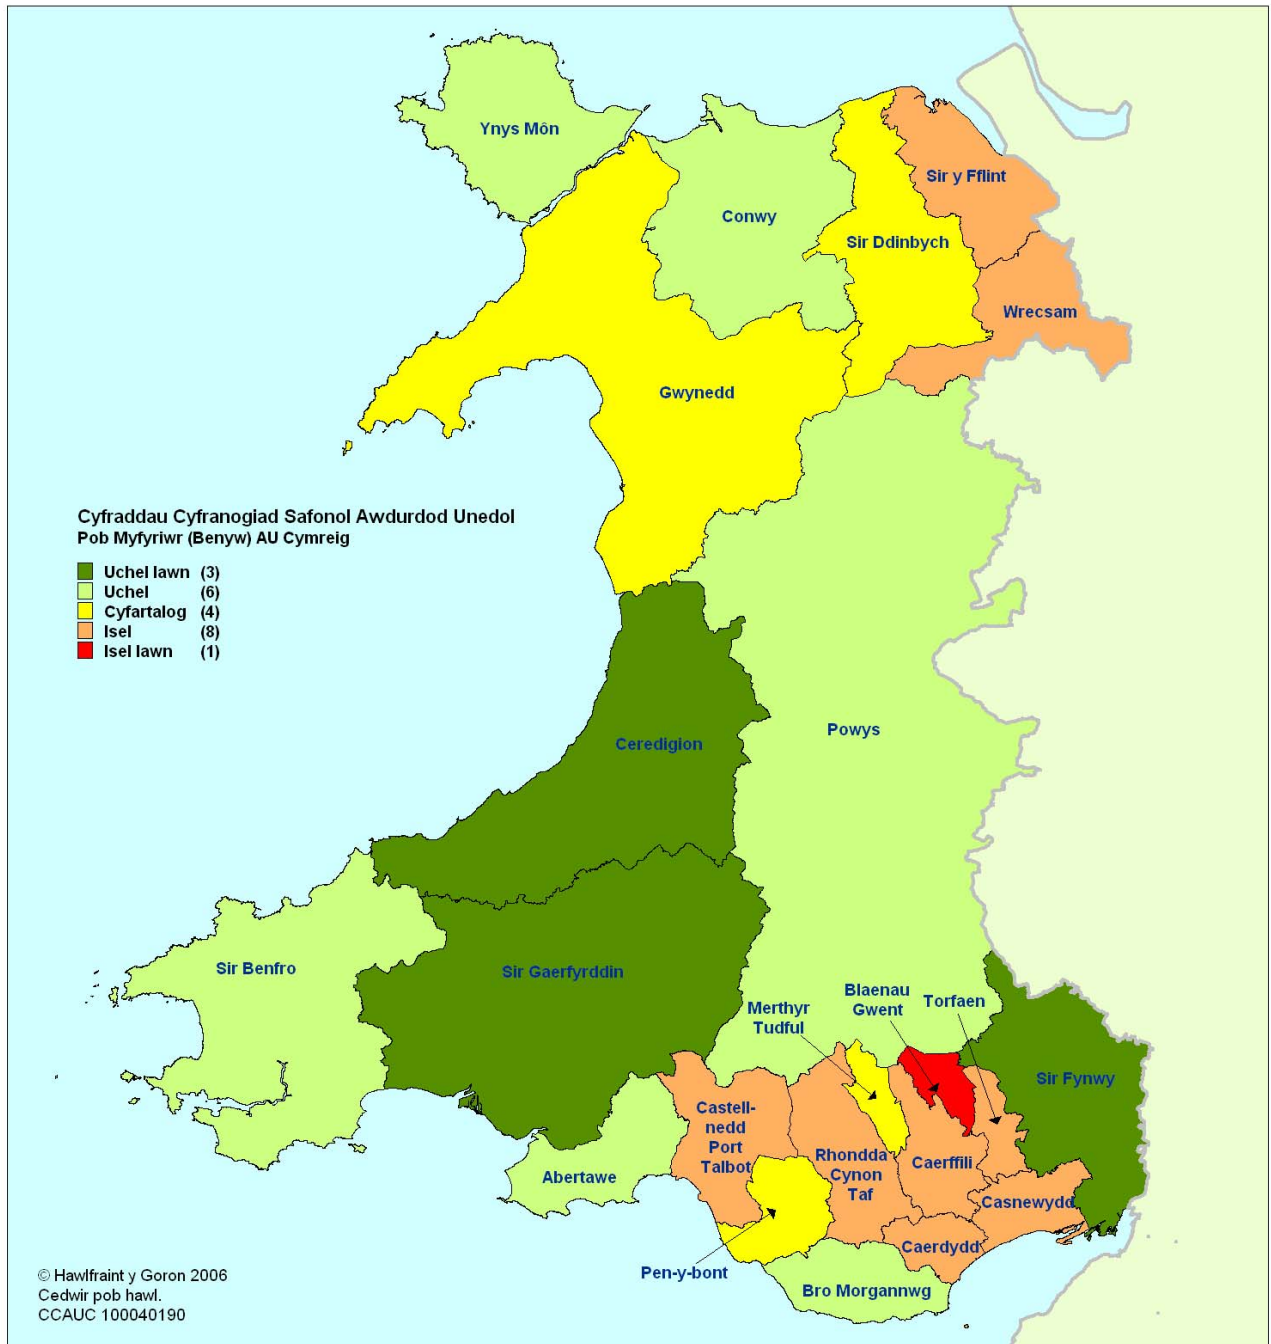 Ynys Môn
Conwy
Sir y Fflint
Sir Ddinbych
Wrecsam
Gwynedd
Cyfraddau Cyfranogiad Safonol Awdurdod Unedol
Pob Myfyriwr (Benyw) AU Cymreig
Uchel Iawn (3)
Uchel (6)
Cyfartalog (4)
Isel (8)
Isel Iawn (1)
Ceredigion
Powys
Sir Benfro
Sir Gaerfyrddin
Merthyr
Tudful
Blaenau
Gwent
Torfaen
Sir Fynwy
Castell-
nedd
Port
Talbot
Rhondda
Cynon
Taf
Caerffili
Abertawe
Casnewydd
Caerdydd
Pen-y-bont
Bro Morgannwg
© Hawlfraint y Goron 2006
Cedwir pob hawl.
CCAUC 100040190